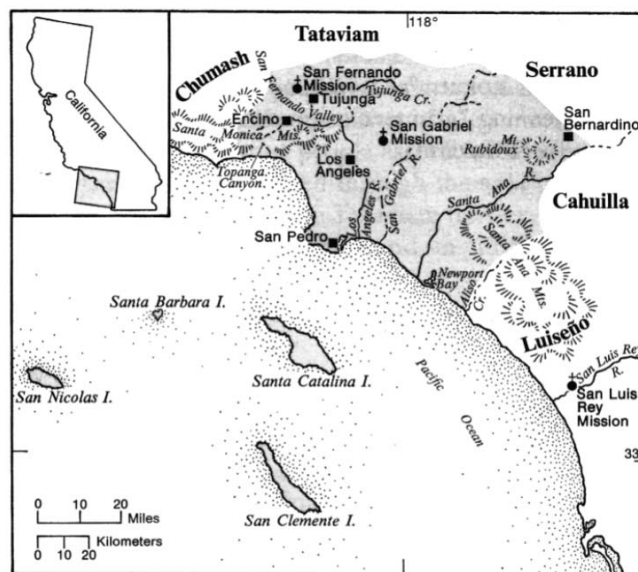 118°
Tataviam
Chumash
Serrano
California
San
Fernando
Valley
San Fernando
Mission
Tujunga
Tujunga Cr.
Encino
Santa
Monica
Mts.
San Gabriel
Mission
San
Bernardino
Mt.
Rubidoux
Topanga
Canyon
Los
Angeles
Los
Angeles R.
San Gabriel R.
Santa
Ana
R.
Cahuilla
San Pedro
Santa
Ana
Mts.
Newport
Bay
Aliso
Cr.
Luiseño
Santa Barbara I.
San Nicolas I.
Santa Catalina I.
Pacific
Ocean
San Luis Rey
R.
San Luis
Rey
Mission
33
San Clemente I.
0 10 20
Miles
Kilometers
0 10 20